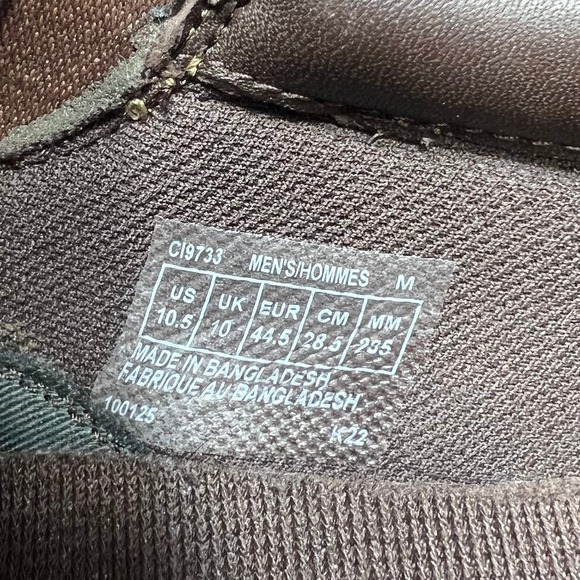 CI9733 MEN'S/HOMMES M
US UK EUR CM MM
10.5 10 44.5 28.5 285
MADE IN BANGLADESH
FABRIQUE AU BANGLADESH
100125 K22